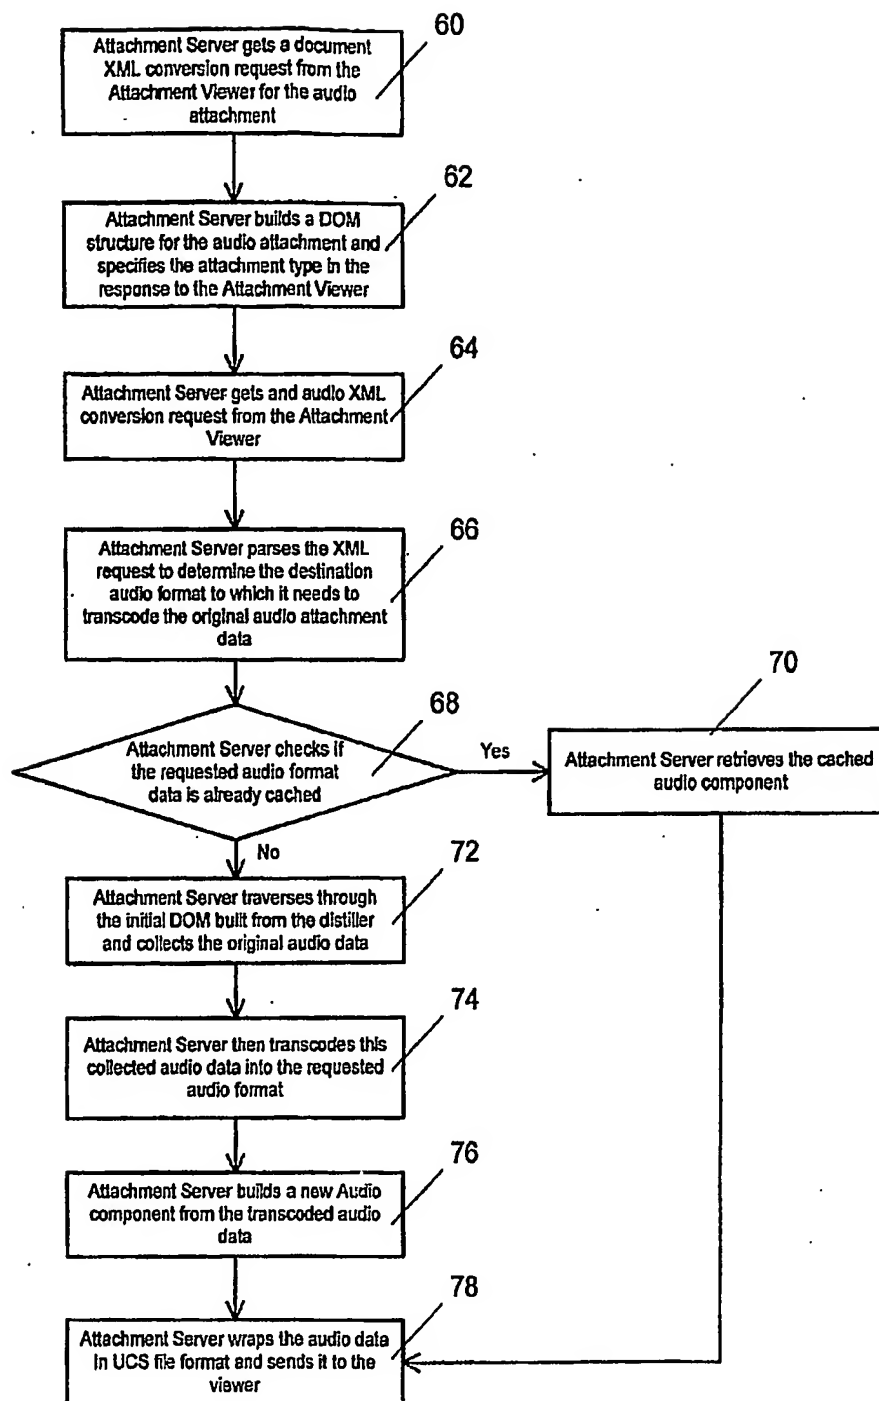 60
Attachment Server gets a document
XML conversion request from the
Attachment Viewer for the audio
attachment
62
Attachment Server builds a DOM
structure for the audio attachment and
specifies the attachment type in the
response to the Attachment Viewer
64
Attachment Server gets and audio XML
conversion request from the Attachment
Viewer
66
Attachment Server parses the XML
request to determine the destination
audio format to which it needs to
transcode the original audio attachment
data
68
Attachment Server checks if
the requested audio format
data is already cached
Yes
70
Attachment Server retrieves the cached
audio component
No
72
Attachment Server traverses through
the initial DOM built from the distiller
and collects the original audio data
74
Attachment Server then transcodes this
collected audio data into the requested
audio format
76
Attachment Server builds a new Audio
component from the transcoded audio
data
78
Attachment Server wraps the audio data
in UCS file format and sends it to the
viewer